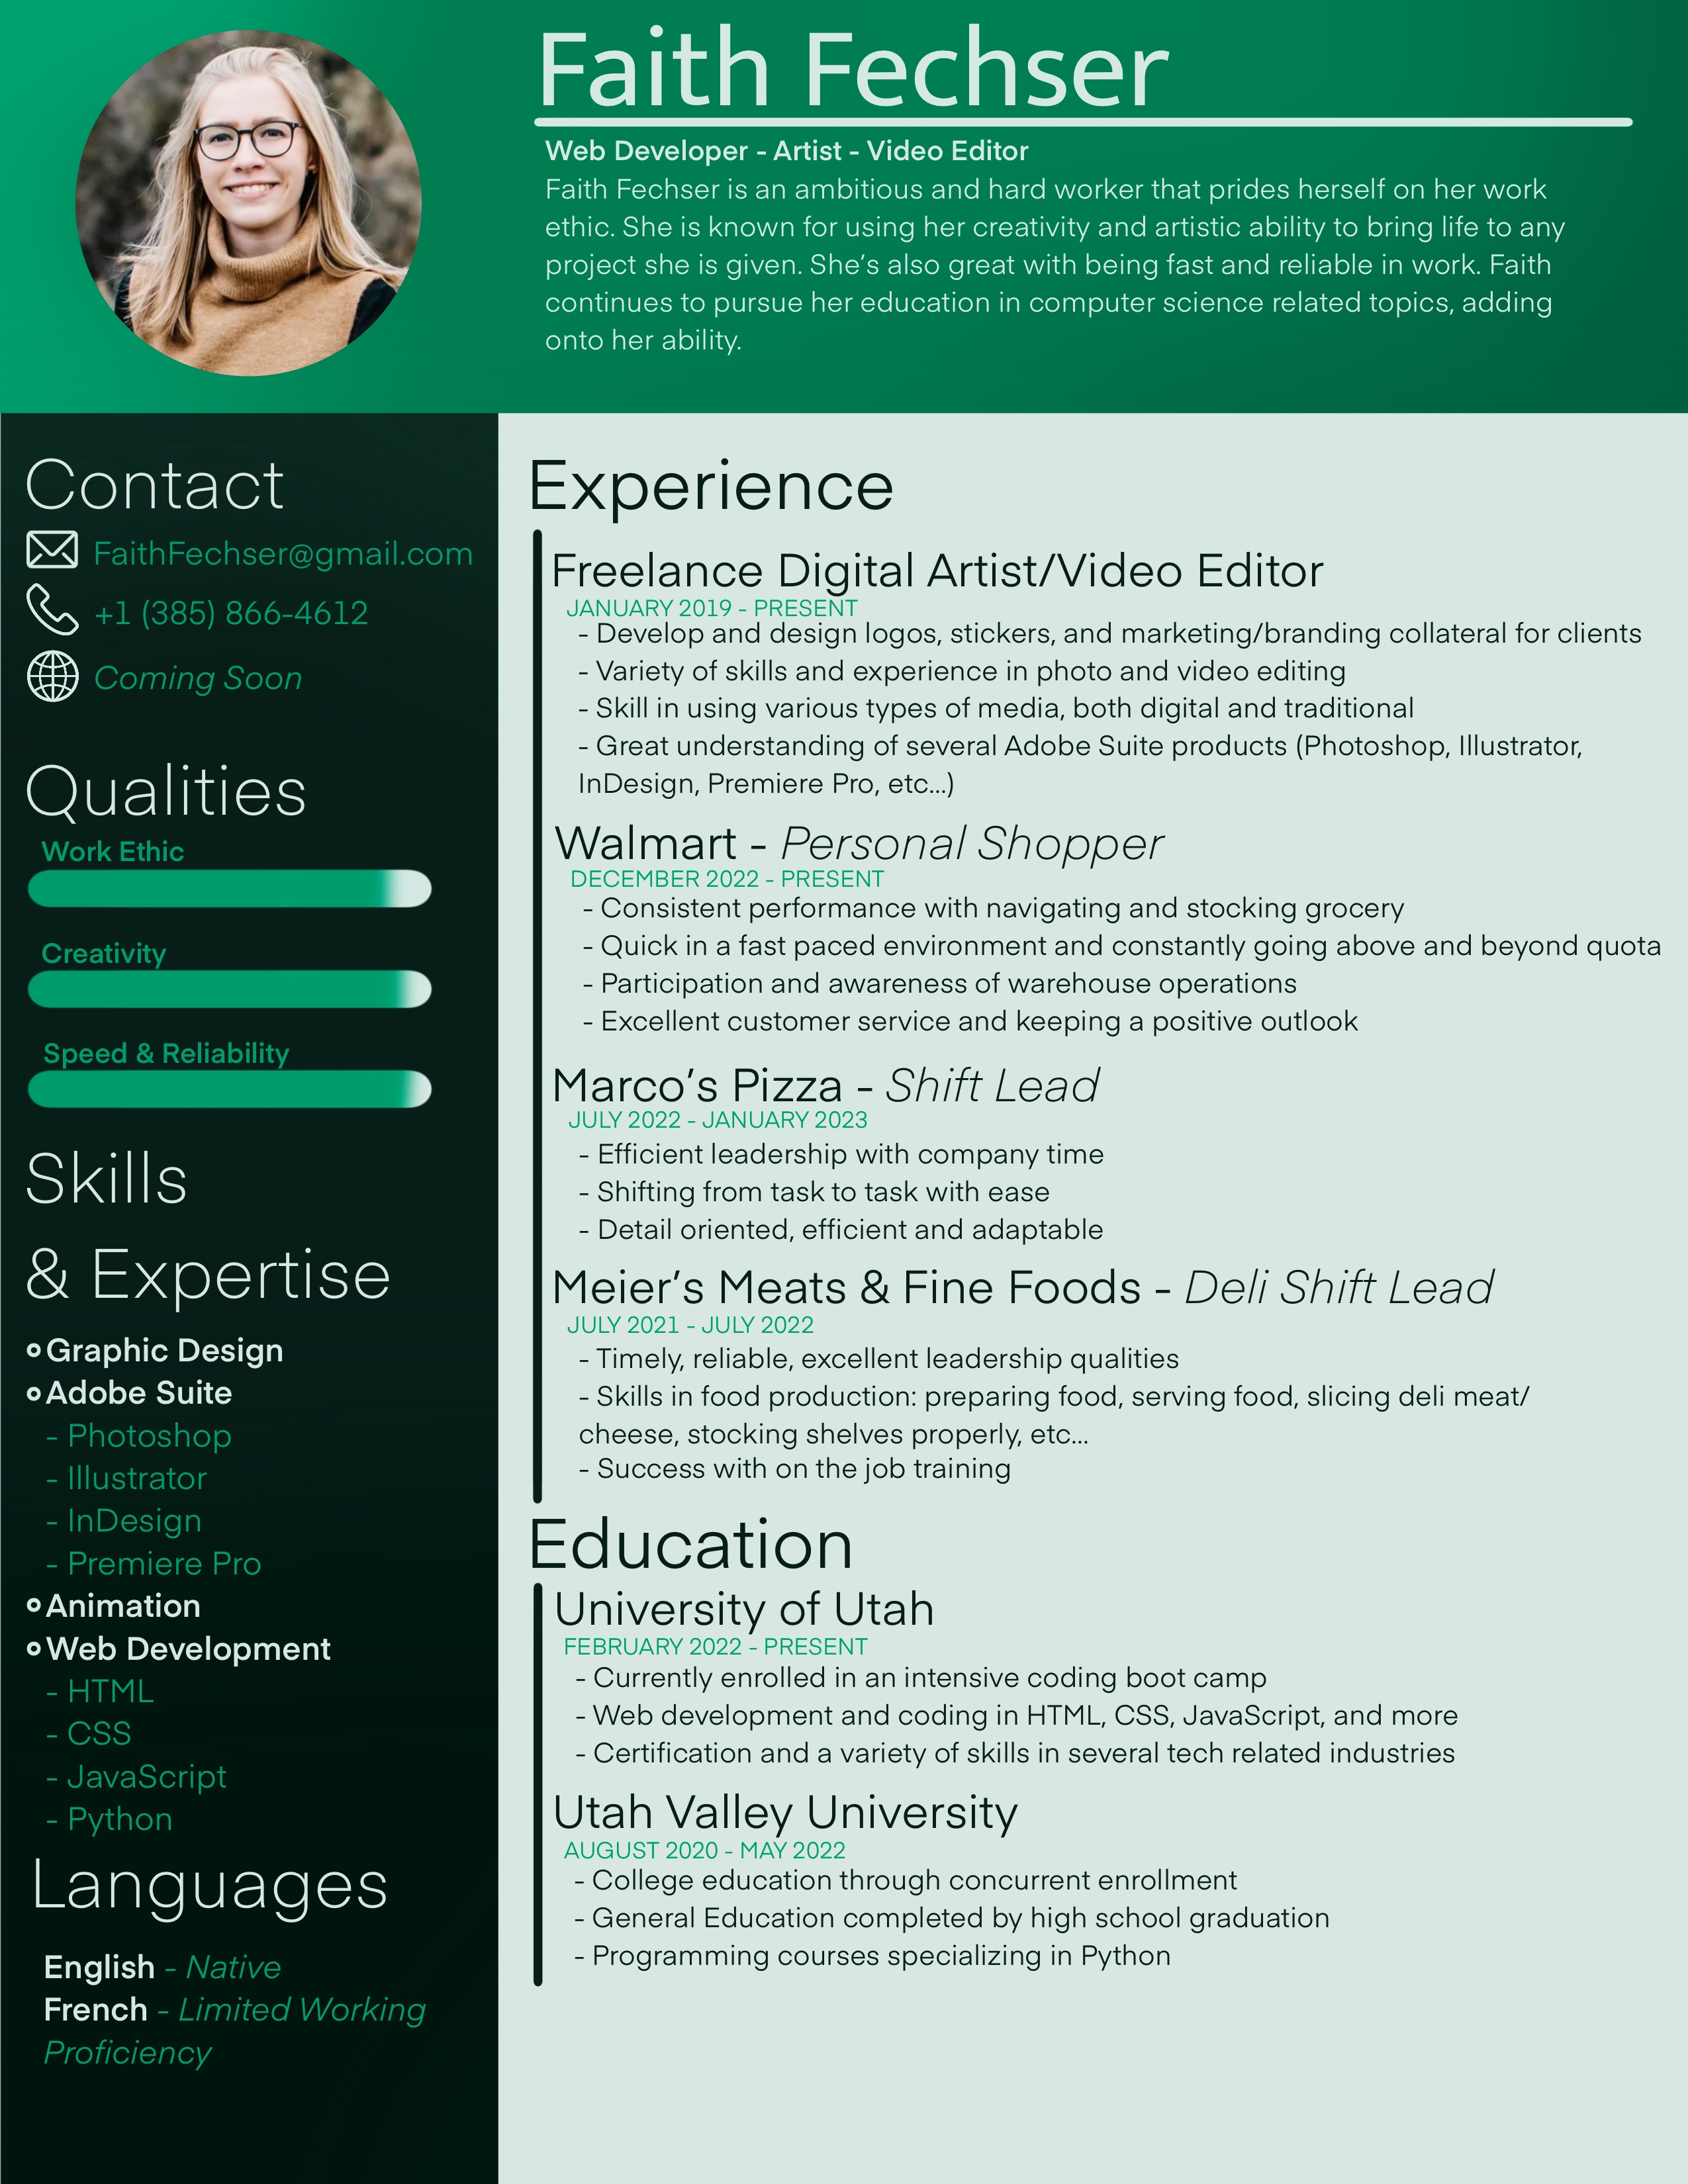 Faith Fechser
Web Developer - Artist - Video Editor
Faith Fechser is an ambitious and hard worker that prides herself on her work
ethic. She is known for using her creativity and artistic ability to bring life to any
project she is given. She's also great with being fast and reliable in work. Faith
continues to pursue her education in computer science related topics, adding
onto her ability.
Contact
FaithFechser@gmail.com
+1 (385) 866-4612
Coming Soon
Qualities
Work Ethic
Creativity
Speed & Reliability
Skills
& Expertise
Graphic Design
Adobe Suite
- Photoshop
- Illustrator
- InDesign
- Premiere Pro
Animation
Web Development
- HTML
- CSS
- JavaScript
- Python
Languages
English - Native
French - Limited Working
Proficiency
Experience
Freelance Digital Artist/Video Editor
JANUARY 2019 - PRESENT
- Develop and design logos, stickers, and marketing/branding collateral for clients
- Variety of skills and experience in photo and video editing
- Skill in using various types of media, both digital and traditional
- Great understanding of several Adobe Suite products (Photoshop, Illustrator,
InDesign, Premiere Pro, etc...)
Walmart - Personal Shopper
DECEMBER 2022 - PRESENT
- Consistent performance with navigating and stocking grocery
- Quick in a fast paced environment and constantly going above and beyond quota
- Participation and awareness of warehouse operations
- Excellent customer service and keeping a positive outlook
Marco's Pizza - Shift Lead
JULY 2022 - JANUARY 2023
- Efficient leadership with company time
- Shifting from task to task with ease
- Detail oriented, efficient and adaptable
Meier's Meats & Fine Foods - Deli Shift Lead
JULY 2021 - JULY 2022
- Timely, reliable, excellent leadership qualities
- Skills in food production: preparing food, serving food, slicing deli meat/
cheese, stocking shelves properly, etc...
- Success with on the job training
Education
University of Utah
FEBRUARY 2022 - PRESENT
- Currently enrolled in an intensive coding boot camp
- Web development and coding in HTML, CSS, JavaScript, and more
- Certification and a variety of skills in several tech related industries
Utah Valley University
AUGUST 2020 - MAY 2022
- College education through concurrent enrollment
- General Education completed by high school graduation
- Programming courses specializing in Python